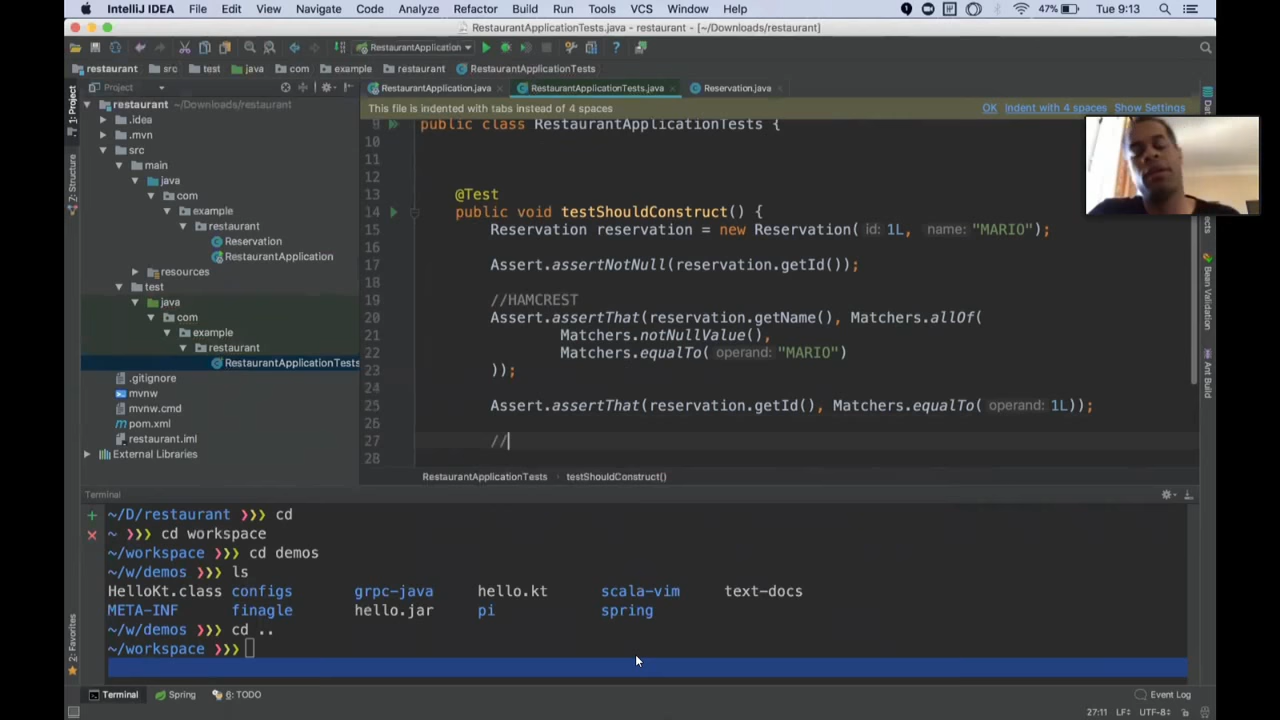 IntelliJ IDEA File Edit View Navigate Code Analyze Refactor Build Run Tools VCS Window Help 47% Tue 9:13
RestaurantApplicationTests.java - restaurant - [~/Downloads/restaurant]
RestaurantApplication
restaurant src test java com example restaurant RestaurantApplicationTests
Project RestaurantApplication.java RestaurantApplicationTests.java Reservation.java
This file is indented with tabs instead of 4 spaces OK Indent with 4 spaces Show Settings
1: Project
Z: Structure
2: Favorites
restaurant ~/Downloads/restaurant
.idea
.mvn
src
main
java
com
example
restaurant
Reservation
RestaurantApplication
resources
test
java
com
example
restaurant
RestaurantApplicationTests
.gitignore
mvnw
mvnw.cmd
pom.xml
restaurant.iml
External Libraries
9 public class RestaurantApplicationTests {
10
11
12
13 @Test
14 public void testShouldConstruct() {
15 Reservation reservation = new Reservation( id: 1L, name: "MARIO");
16
17 Assert.assertNotNull(reservation.getId());
18
19 //HAMCREST
20 Assert.assertThat(reservation.getName(), Matchers.allOf(
21 Matchers.notNullValue(),
22 Matchers.equalTo( operand: "MARIO")
23 ));
24
25 Assert.assertThat(reservation.getId(), Matchers.equalTo( operand: 1L));
26
27 //
28
RestaurantApplicationTests testShouldConstruct()
Bean Validation
Ant Build
Terminal
~/D/restaurant ❯❯❯ cd
~ ❯❯❯ cd workspace
~/workspace ❯❯❯ cd demos
~/w/demos ❯❯❯ ls
HelloKt.class configs grpc-java hello.kt scala-vim text-docs
META-INF finagle hello.jar pi spring
~/w/demos ❯❯❯ cd ..
~/workspace ❯❯❯
Terminal Spring 6: TODO Event Log
27:11 LF÷ UTF-8÷